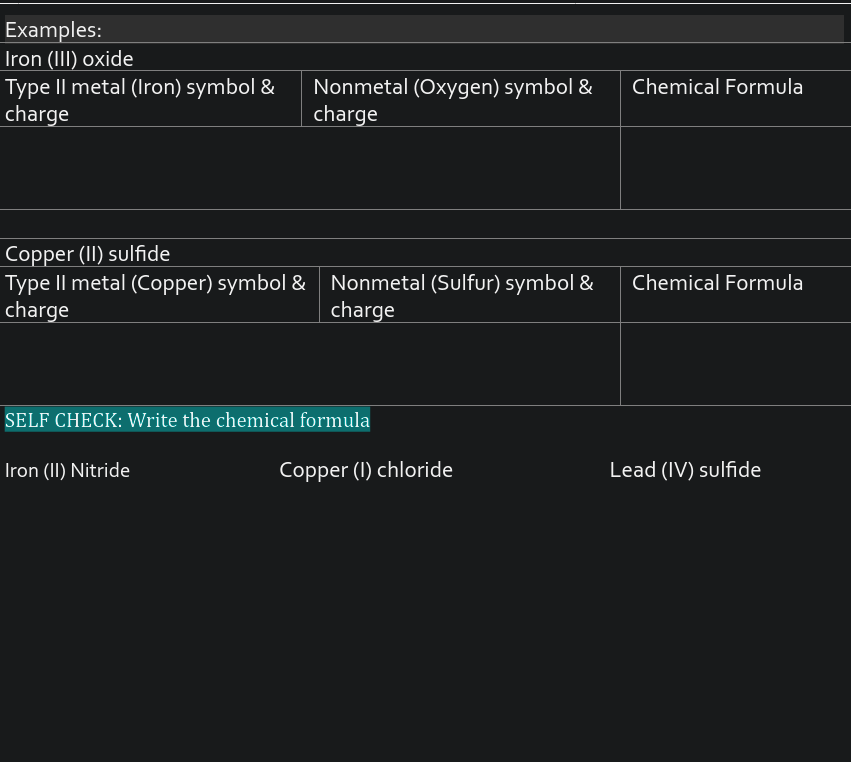 Examples:
Iron (III) oxide
Type II metal (Iron) symbol & charge
Nonmetal (Oxygen) symbol & charge
Chemical Formula
Copper (II) sulfide
Type II metal (Copper) symbol & charge
Nonmetal (Sulfur) symbol & charge
Chemical Formula
SELF CHECK: Write the chemical formula
Iron (II) Nitride
Copper (I) chloride
Lead (IV) sulfide